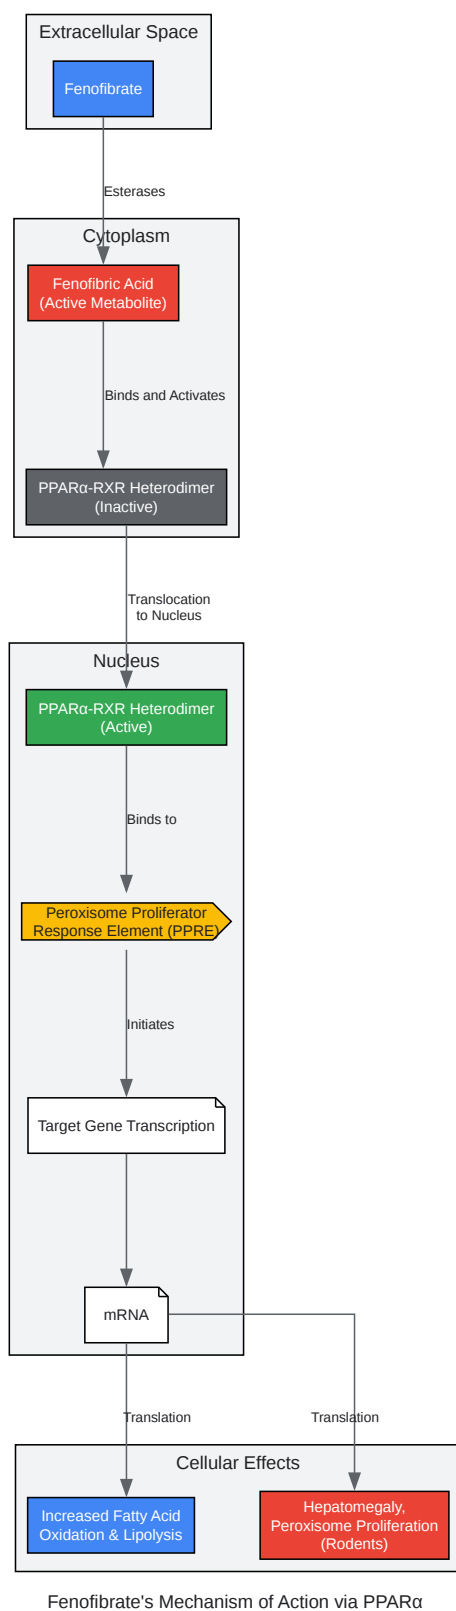 Extracellular Space
Fenofibrate
Esterases
Cytoplasm
Fenofibric Acid
(Active Metabolite)
Binds and Activates
PPARα-RXR Heterodimer
(Inactive)
Translocation
to Nucleus
Nucleus
PPARα-RXR Heterodimer
(Active)
Binds to
Peroxisome Proliferator
Response Element (PPRE)
Initiates
Target Gene Transcription
mRNA
Translation
Translation
Cellular Effects
Increased Fatty Acid
Oxidation & Lipolysis
Hepatomegaly,
Peroxisome Proliferation
(Rodents)
Fenofibrate's Mechanism of Action via PPARα